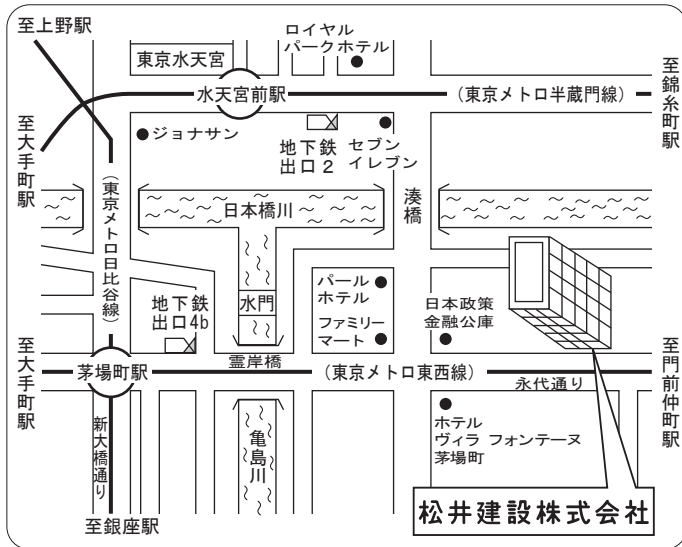 至上野駅
ロイヤル
パークホテル
東京水天宮
水天宮前駅
(東京メトロ半蔵門線)
至錦糸町駅
至大手町駅
ジョナサン
地下鉄
出口2
セブン
イレブン
湊橋
(東京メトロ日比谷線)
日本橋川
地下鉄
出口4b
水門
パール
ホテル
ファミリー
マート
日本政策
金融公庫
至大手町駅
茅場町駅
霊岸橋
(東京メトロ東西線)
永代通り
至門前仲町駅
新大橋通り
亀島川
ホテル
ヴィラ フォンテーヌ
茅場町
松井建設株式会社
至銀座駅